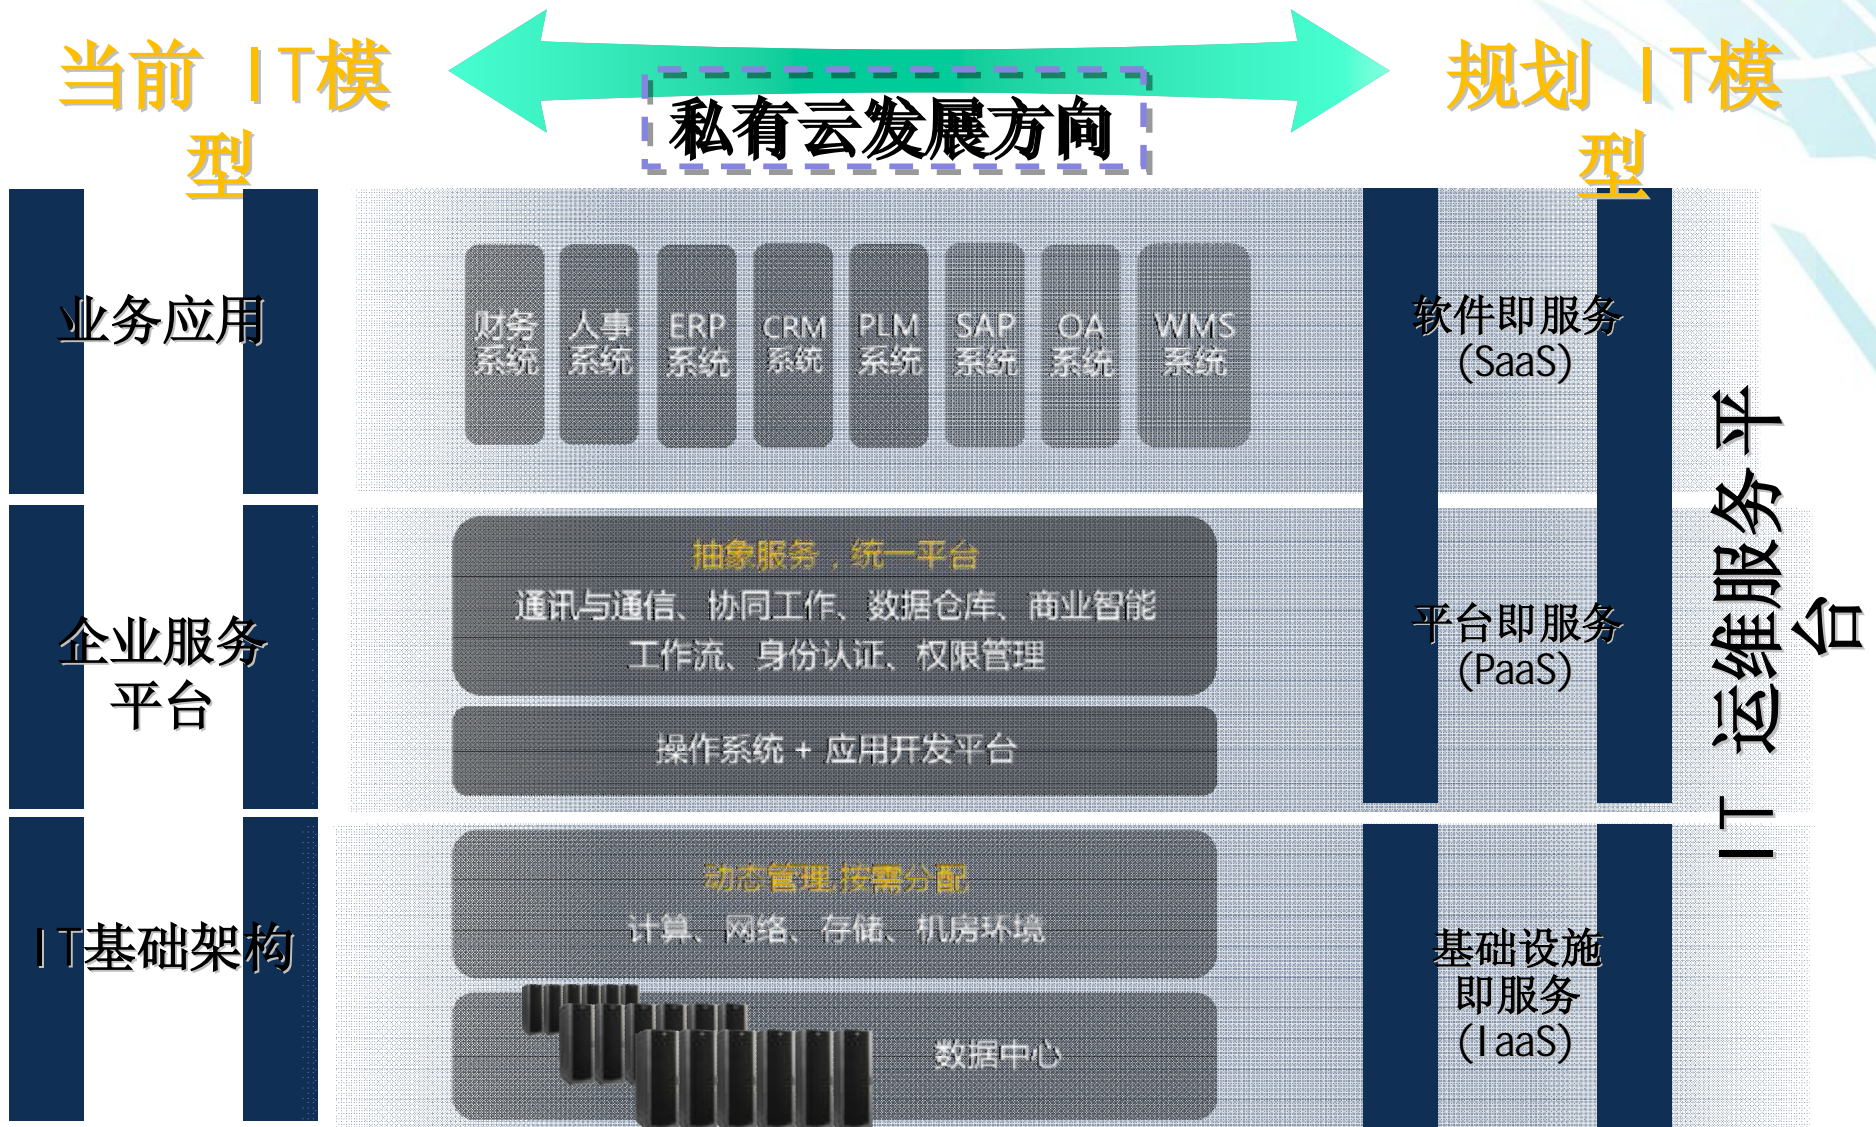 当前 IT模
型
私有云发展方向
规划 IT模
型
业务应用
财务
系统
人事
系统
ERP
系统
CRM
系统
PLM
系统
SAP
系统
OA
系统
WMS
系统
软件即服务
(SaaS)
企业服务
平台
抽象服务，统一平台
通讯与通信、协同工作、数据仓库、商业智能
工作流、身份认证、权限管理
操作系统 + 应用开发平台
平台即服务
(PaaS)
IT基础架构
动态管理,按需分配
计算、网络、存储、机房环境
数据中心
基础设施
即服务
(IaaS)
IT 运维服务平
台